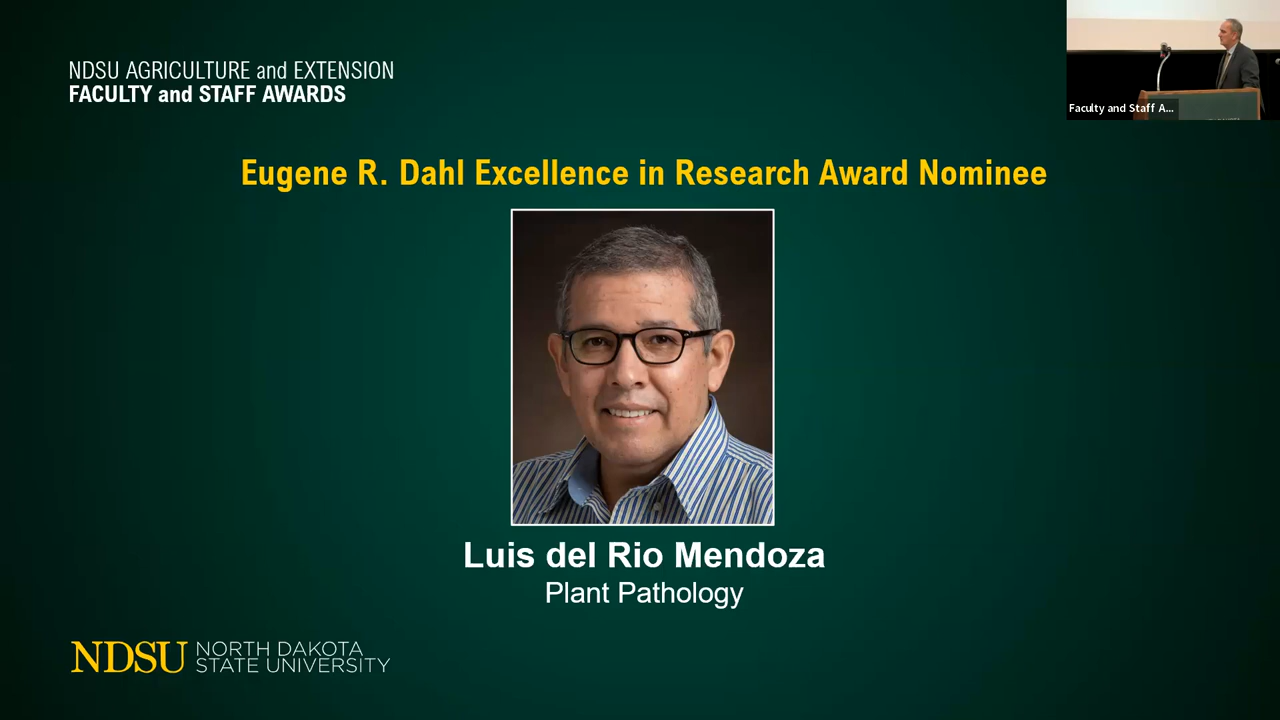 NDSU AGRICULTURE and EXTENSION
FACULTY and STAFF AWARDS
Faculty and Staff A...
Eugene R. Dahl Excellence in Research Award Nominee
Luis del Rio Mendoza
Plant Pathology
NDSU NORTH DAKOTA
STATE UNIVERSITY